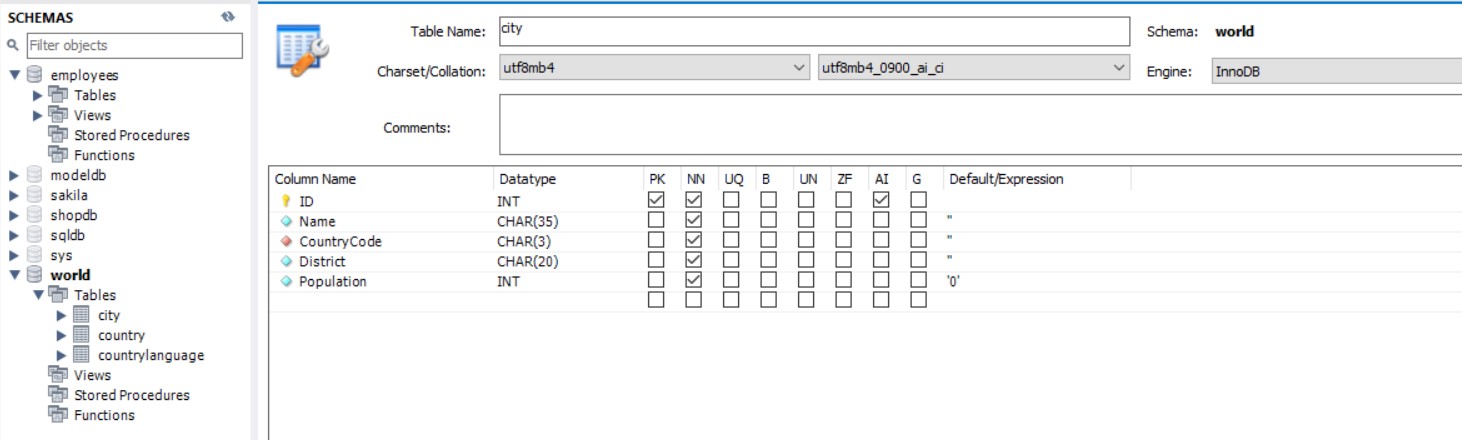 SCHEMAS
Filter objects
employees
Tables
Views
Stored Procedures
Functions
modeldb
sakila
shopdb
sqldb
sys
world
Tables
city
country
countrylanguage
Views
Stored Procedures
Functions
Table Name: city Schema: world
Charset/Collation: utf8mb4 utf8mb4_0900_ai_ci Engine: InnoDB
Comments:
Column Name Datatype PK NN UQ B UN ZF AI G Default/Expression
ID INT
Name CHAR(35) ''
CountryCode CHAR(3) ''
District CHAR(20) ''
Population INT '0'